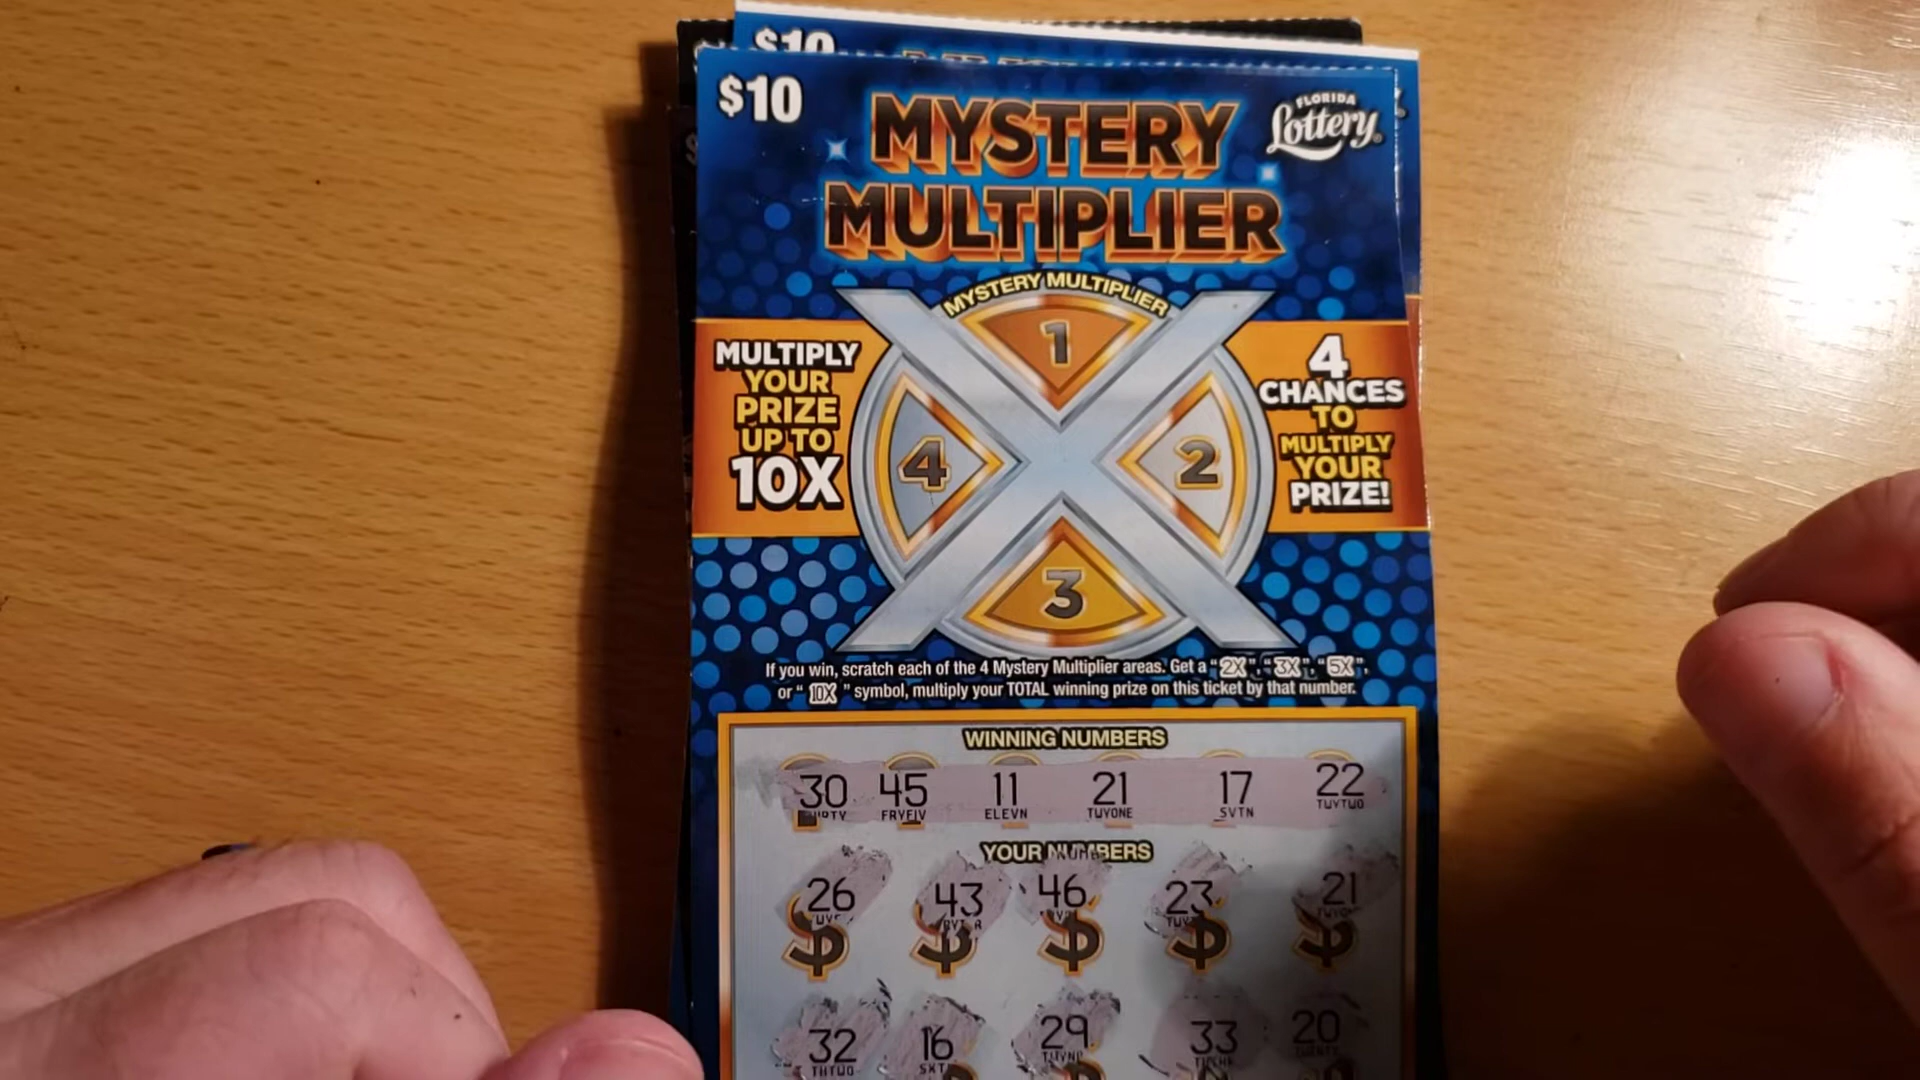 $10
$10
FLORIDA
Lottery
MYSTERY
MULTIPLIER
MYSTERY MULTIPLIER
1
MULTIPLY
YOUR
PRIZE
UP TO
10X
4
CHANCES
TO
MULTIPLY
YOUR
PRIZE!
4
2
3
If you win, scratch each of the 4 Mystery Multiplier areas. Get a "2X", "3X", "5X",
or "10X" symbol, multiply your TOTAL winning prize on this ticket by that number.
WINNING NUMBERS
30 45 11 21 17 22
FRYFIV ELEVN TWYONE SVTN TWYTWO
YOUR NUMBERS
26 43 46 23 21
$ $ $ $ $
32 16 29 33 20
THTWO